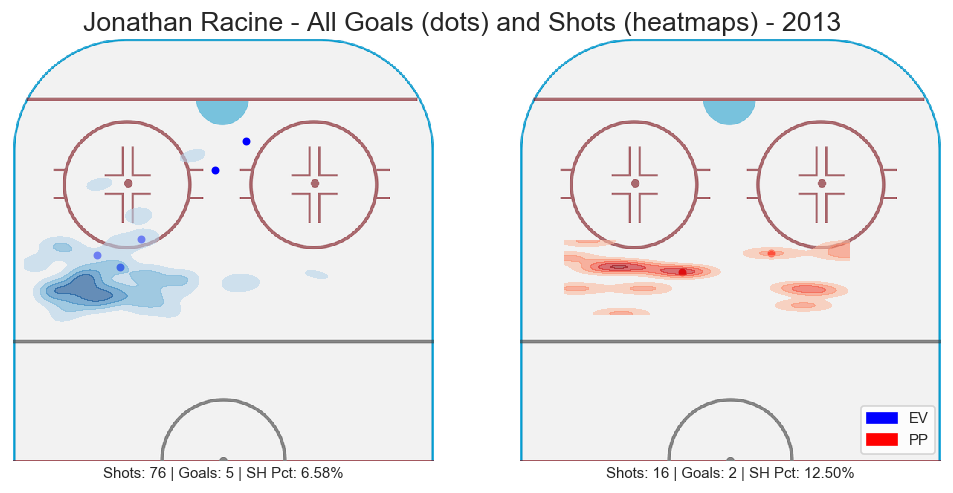 Jonathan Racine - All Goals (dots) and Shots (heatmaps) - 2013
EV
PP
Shots: 76 | Goals: 5 | SH Pct: 6.58%
Shots: 16 | Goals: 2 | SH Pct: 12.50%